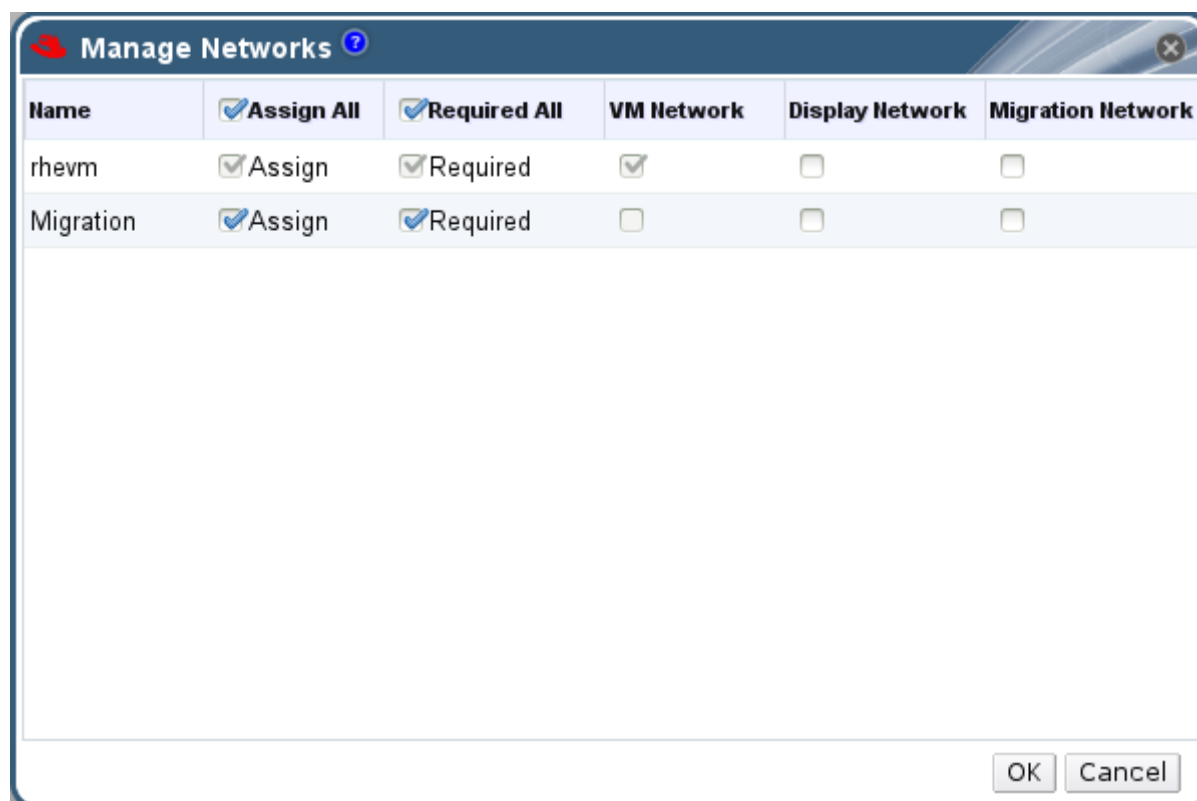 Manage Networks ?
Name Assign All Required All VM Network Display Network Migration Network
rhevm Assign Required
Migration Assign Required
OK Cancel